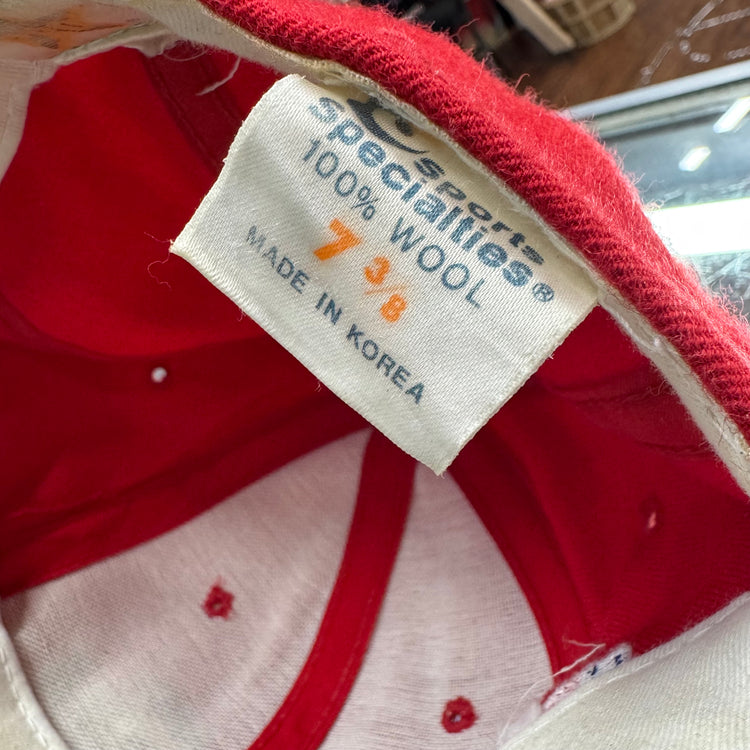 Sports
Specialties®
100% WOOL
7 3/8
MADE IN KOREA